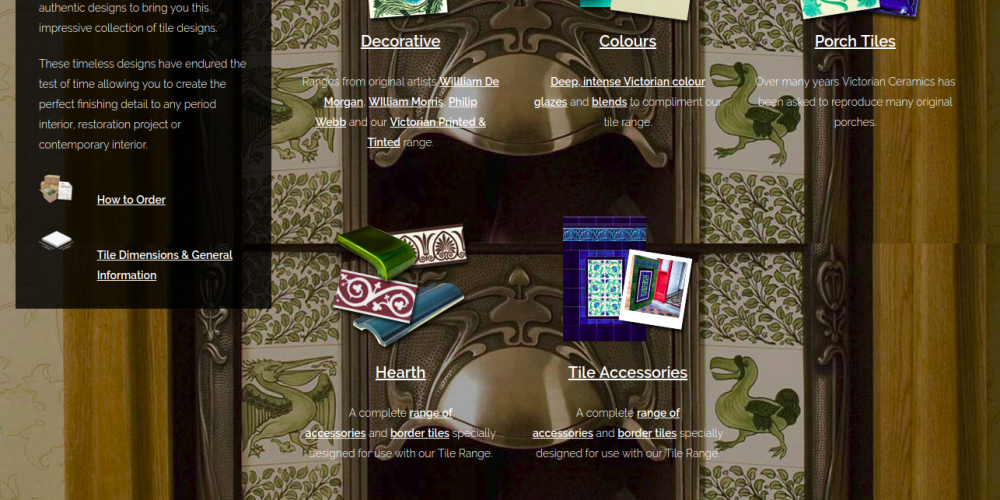 authentic designs to bring you this
impressive collection of tile designs.
These timeless designs have endured the
test of time allowing you to create the
perfect finishing detail to any period
interior, restoration project or
contemporary interior.
How to Order
Tile Dimensions & General
Information
Decorative
Ranges from original artists William De
Morgan, WIlliam Morris, Philip
Webb and our Victorian Printed &
Tinted range.
Colours
Deep, intense Victorian colour
glazes and blends to compliment our
tile range.
Porch Tiles
Over many years Victorian Ceramics has
been asked to reproduce many original
porches.
Hearth
A complete range of
accessories and border tiles specially
designed for use with our Tile Range.
Tile Accessories
A complete range of
accessories and border tiles specially
designed for use with our Tile Range.